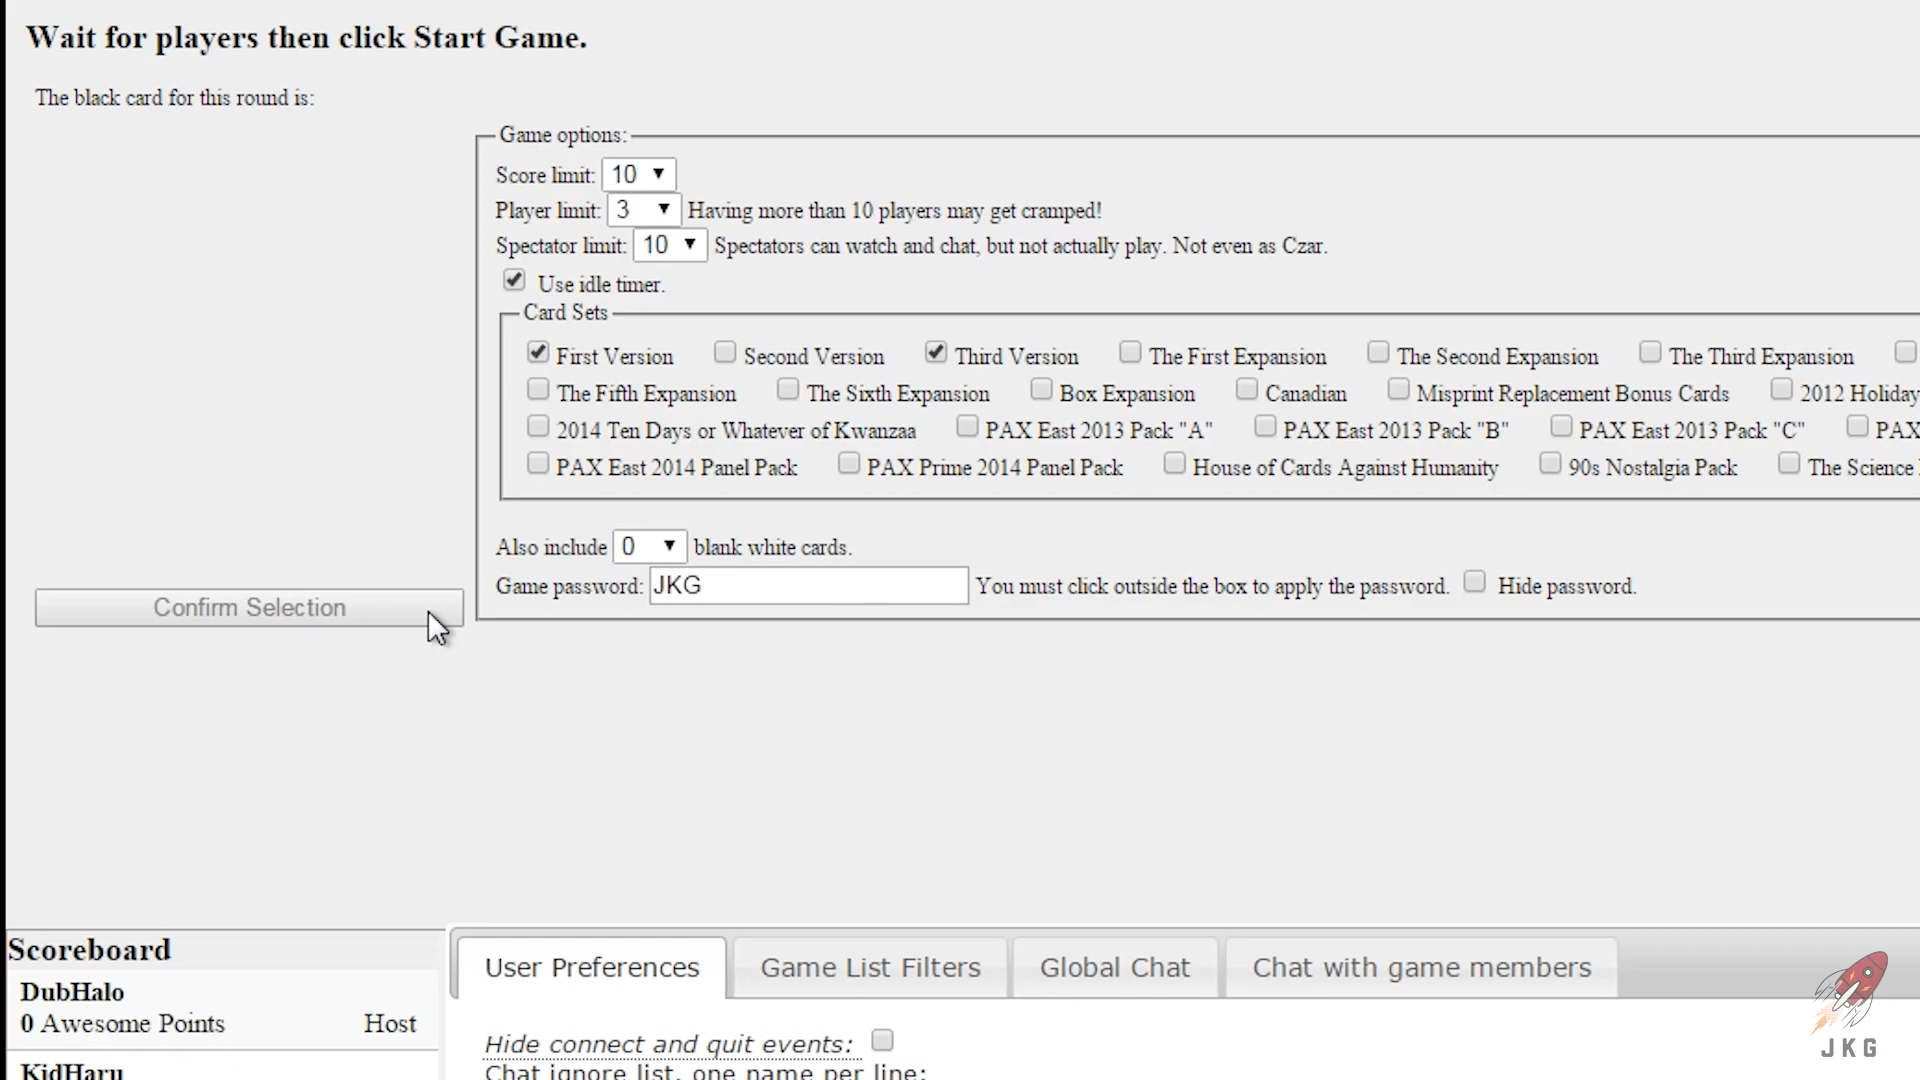 Wait for players then click Start Game.
The black card for this round is:
Game options:
Score limit: 10
Player limit: 3 Having more than 10 players may get cramped!
Spectator limit: 10 Spectators can watch and chat, but not actually play. Not even as Czar.
Use idle timer.
Card Sets
First Version Second Version Third Version The First Expansion The Second Expansion The Third Expansion
The Fifth Expansion The Sixth Expansion Box Expansion Canadian Misprint Replacement Bonus Cards 2012 Holiday
2014 Ten Days or Whatever of Kwanzaa PAX East 2013 Pack "A" PAX East 2013 Pack "B" PAX East 2013 Pack "C" PAX
PAX East 2014 Panel Pack PAX Prime 2014 Panel Pack House of Cards Against Humanity 90s Nostalgia Pack The Science
Also include 0 blank white cards.
Game password: JKG You must click outside the box to apply the password. Hide password.
Confirm Selection
Scoreboard
DubHalo
0 Awesome Points Host
KidHaru
User Preferences Game List Filters Global Chat Chat with game members
Hide connect and quit events:
Chat ignore list, one name per line:
JKG